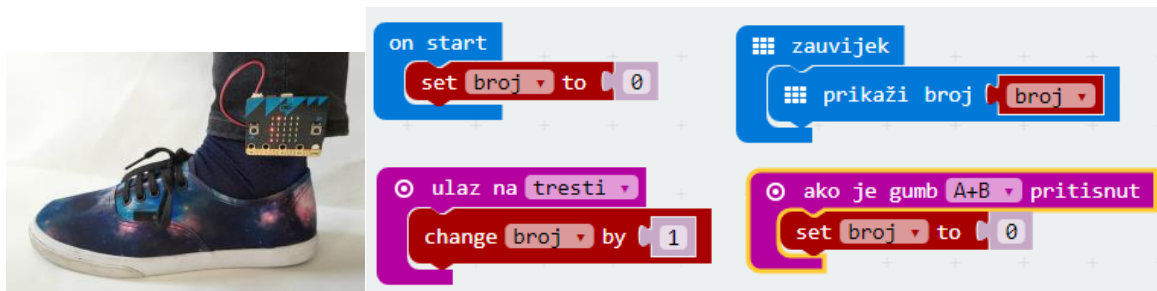 on start
set broj to 0
zauvijek
prikaži broj broj
ulaz na tresti
change broj by 1
ako je gumb A+B pritisnut
set broj to 0